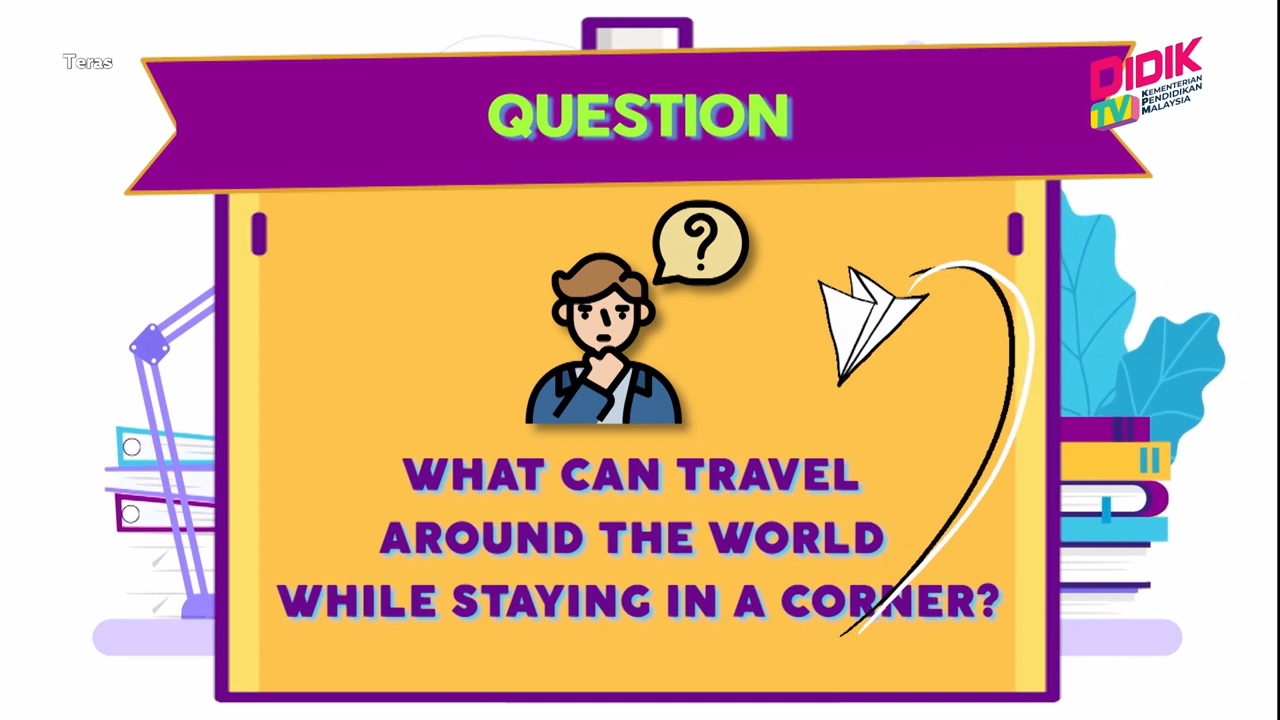 Teras
DIDIK
TV
KEMENTERIAN
PENDIDIKAN
MALAYSIA
QUESTION
?
WHAT CAN TRAVEL
AROUND THE WORLD
WHILE STAYING IN A CORNER?